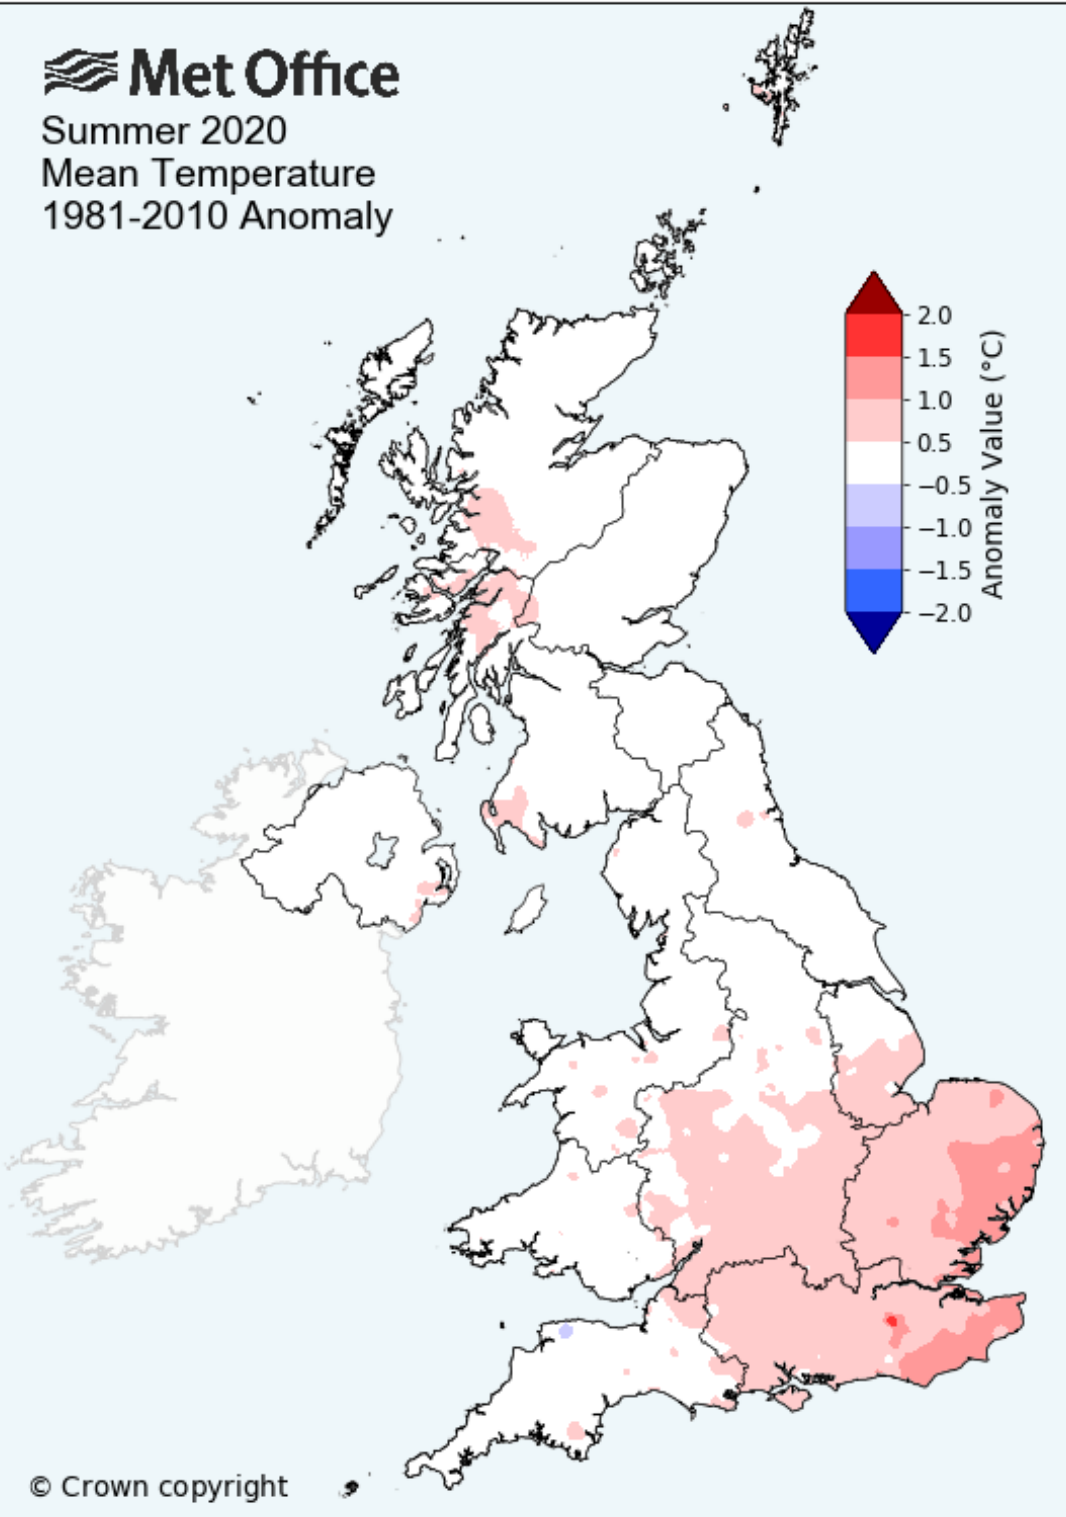 Met Office
Summer 2020
Mean Temperature
1981-2010 Anomaly
2.0
1.5
1.0
0.5
−0.5
−1.0
−1.5
−2.0
Anomaly Value (°C)
© Crown copyright